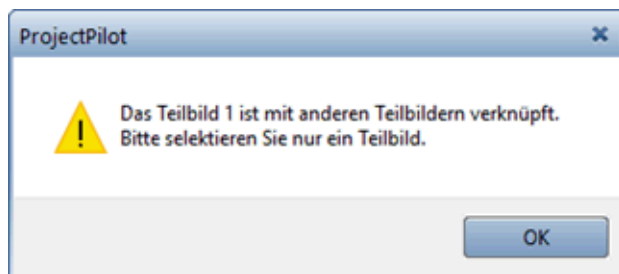 ProjectPilot
Das Teilbild 1 ist mit anderen Teilbildern verknüpft.
Bitte selektieren Sie nur ein Teilbild.
OK